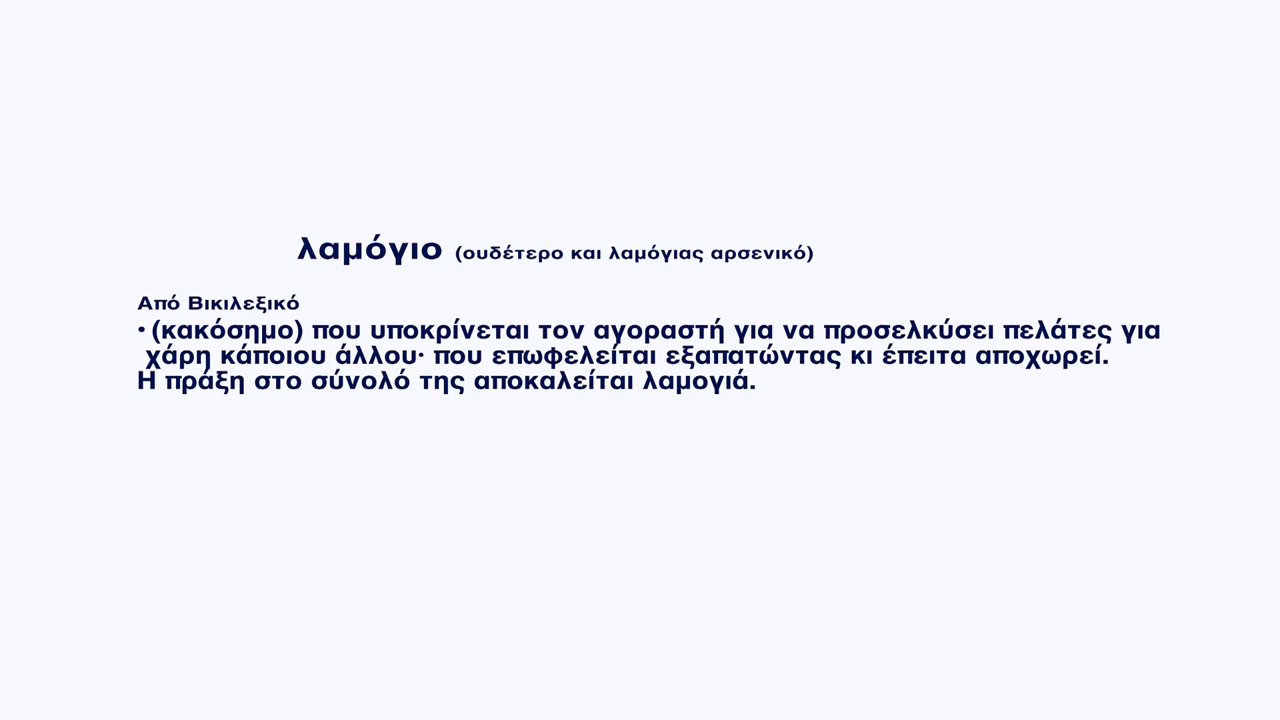 λαμόγιο (ουδέτερο και λαμόγιας αρσενικό)
Από Βικιλεξικό
· (κακόσημο) που υποκρίνεται τον αγοραστή για να προσελκύσει πελάτες για
χάρη κάποιου άλλου· που επωφελείται εξαπατώντας κι έπειτα αποχωρεί.
Η πράξη στο σύνολό της αποκαλείται λαμογιά.